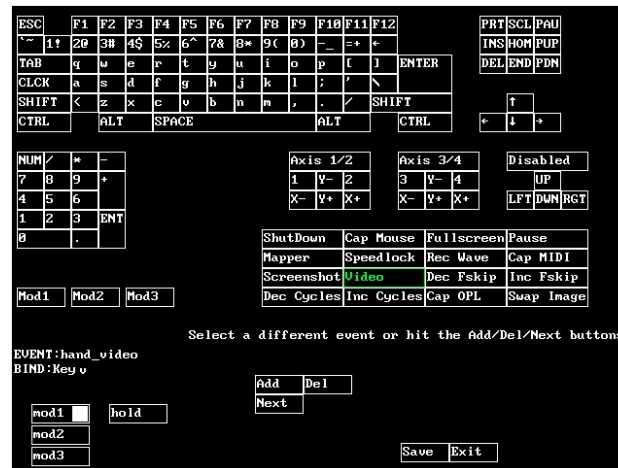 ESC F1 F2 F3 F4 F5 F6 F7 F8 F9 F10 F11 F12 PRT SCL PAU
`~ 1! 2@ 3# 4$ 5% 6^ 7& 8* 9( 0) -_ =+ ← INS HOM PUP
TAB q w e r t y u i o p [ ] ENTER DEL END PDN
CLCK a s d f g h j k l ; ' \
SHIFT < z x c v b n m , . / SHIFT ↑
CTRL ALT SPACE ALT CTRL ← ↓ →
NUM / * - Axis 1/2 Axis 3/4 Disabled
7 8 9 + 1 Y- 2 3 Y- 4 UP
4 5 6 X- Y+ X+ X- Y+ X+ LFT DWN RGT
1 2 3 ENT
0 . ShutDown Cap Mouse Fullscreen Pause
Mapper Speedlock Rec Wave Cap MIDI
Screenshot Video Dec Fskip Inc Fskip
Mod1 Mod2 Mod3 Dec Cycles Inc Cycles Cap OPL Swap Image
Select a different event or hit the Add/Del/Next buttons
EVENT:hand_video
BIND:Key v
Add Del
Next
mod1 hold
mod2
mod3 Save Exit